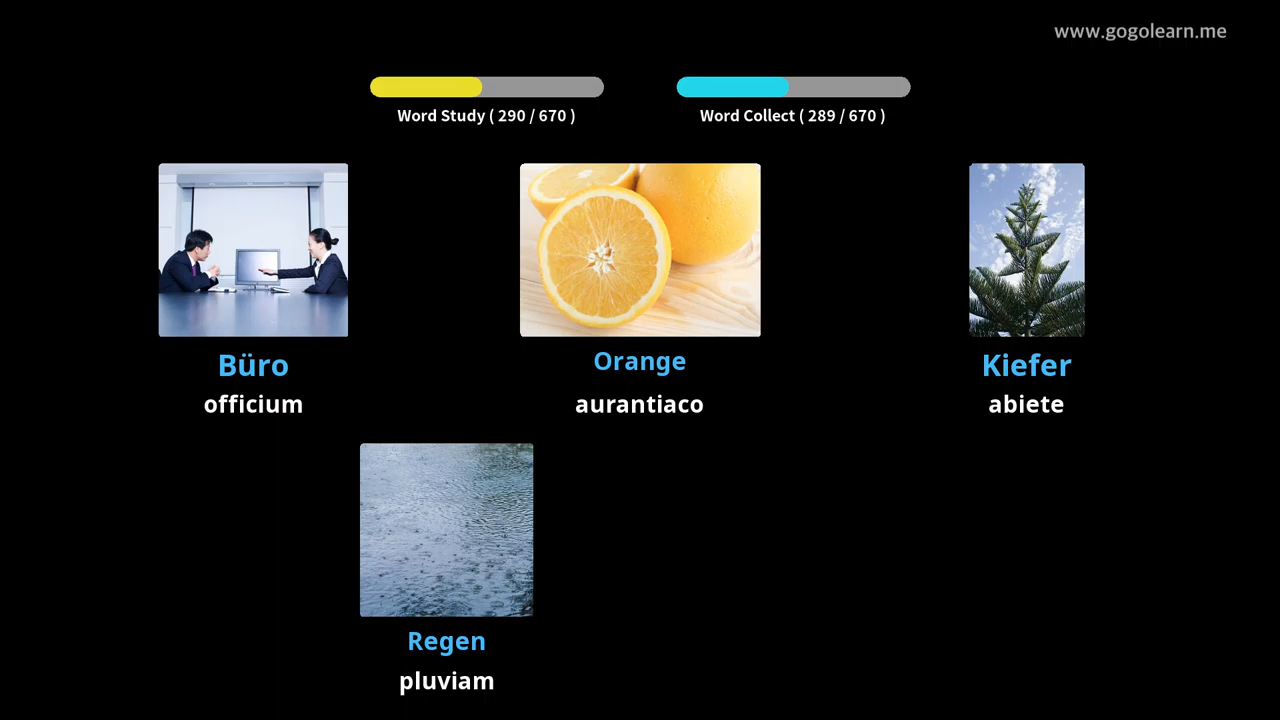 www.gogolearn.me
Word Study ( 290 / 670 )
Word Collect ( 289 / 670 )
Büro
officium
Orange
aurantiaco
Kiefer
abiete
Regen
pluviam